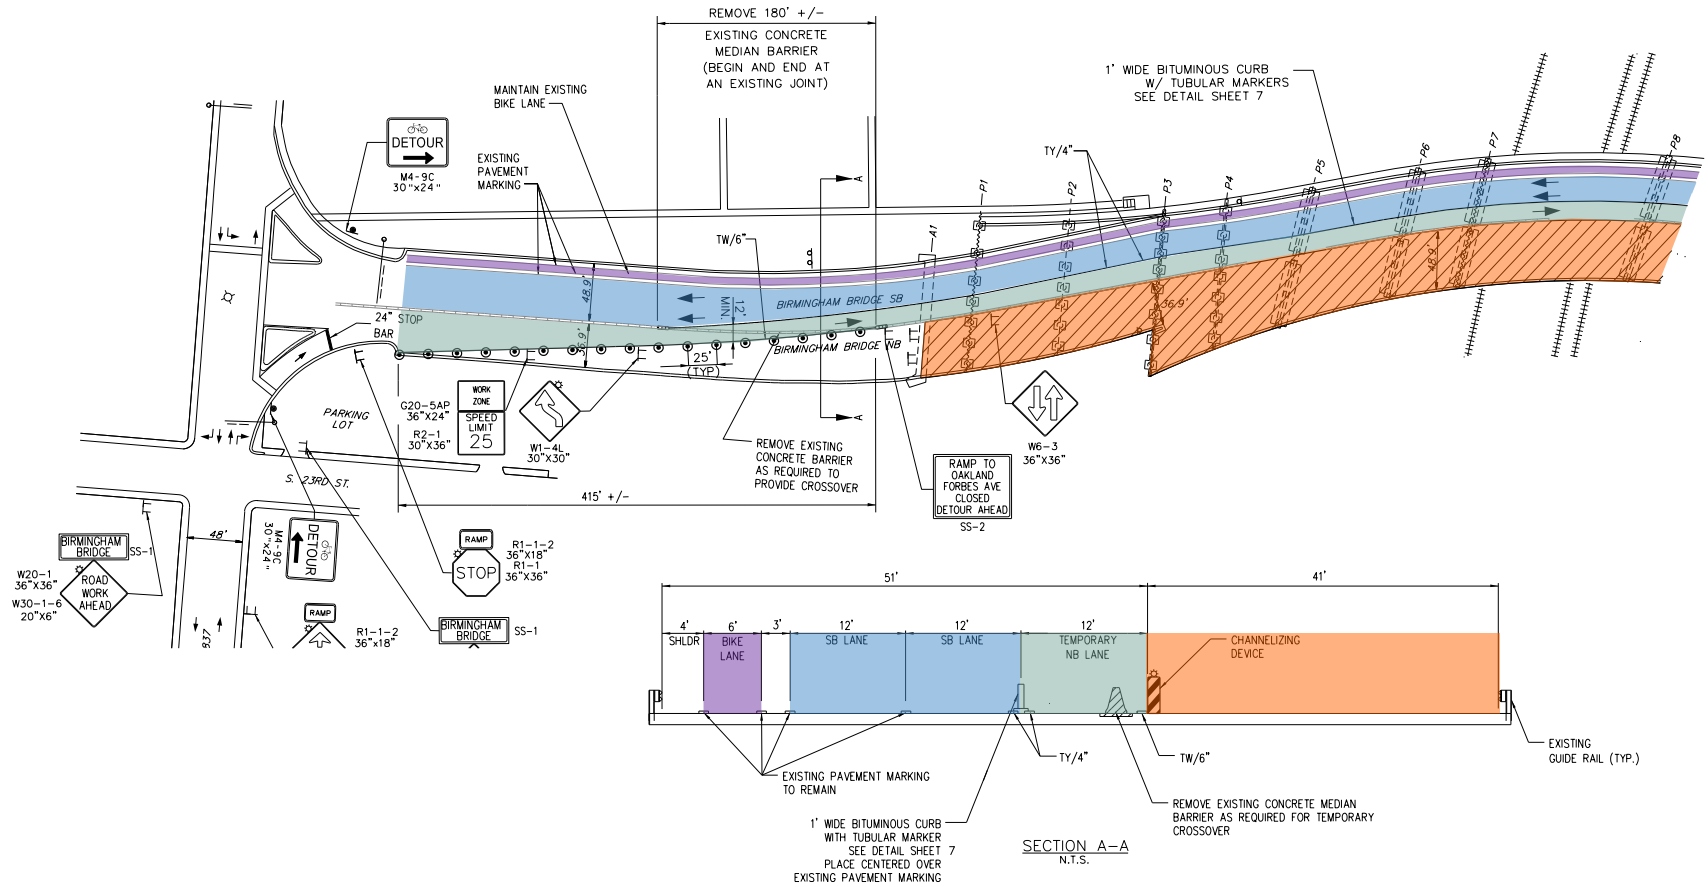 REMOVE 180' +/-
EXISTING CONCRETE
MEDIAN BARRIER
(BEGIN AND END AT
AN EXISTING JOINT)
1' WIDE BITUMINOUS CURB
W/ TUBULAR MARKERS
SEE DETAIL SHEET 7
MAINTAIN EXISTING
BIKE LANE
DETOUR
M4-9C
30"x24"
EXISTING
PAVEMENT
MARKING
TY/4"
A
TW/6"
A1
P1
P2
P3
P4
P5
P6
P7
P8
48.9'
12'
MIN.
BIRMINGHAM BRIDGE SB
36.9'
48.9'
24" STOP
BAR
36.9'
BIRMINGHAM BRIDGE NB
25'
(TYP)
A
WORK
ZONE
G20-5AP
36"X24"
SPEED
LIMIT
25
R2-1
30"X36"
W1-4L
30"X30"
PARKING
LOT
REMOVE EXISTING
CONCRETE BARRIER
AS REQUIRED TO
PROVIDE CROSSOVER
W6-3
36"X36"
RAMP TO
OAKLAND
FORBES AVE
CLOSED
DETOUR AHEAD
SS-2
S. 23RD ST.
415' +/-
48'
M4-9C
30"x24"
DETOUR
BIRMINGHAM
BRIDGE
SS-1
W20-1
36"X36"
W30-1-6
20"X6"
ROAD
WORK
AHEAD
RAMP
R1-1-2
36"X18"
R1-1
36"X36"
STOP
RAMP
R1-1-2
36"X18"
BIRMINGHAM
BRIDGE
SS-1
837
51'
41'
4'
SHLDR
6'
BIKE
LANE
3'
12'
SB LANE
12'
SB LANE
12'
TEMPORARY
NB LANE
CHANNELIZING
DEVICE
TY/4"
TW/6"
EXISTING
GUIDE RAIL (TYP.)
EXISTING PAVEMENT MARKING
TO REMAIN
1' WIDE BITUMINOUS CURB
WITH TUBULAR MARKER
SEE DETAIL SHEET 7
PLACE CENTERED OVER
EXISTING PAVEMENT MARKING
REMOVE EXISTING CONCRETE MEDIAN
BARRIER AS REQUIRED FOR TEMPORARY
CROSSOVER
SECTION A-A
N.T.S.